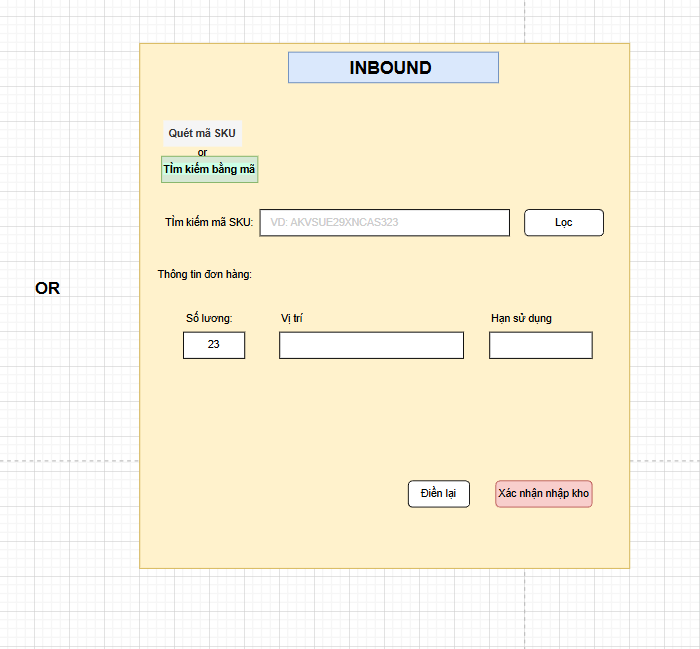 INBOUND
Quét mã SKU
or
Tìm kiếm bằng mã
Tìm kiếm mã SKU:
VD: AKVSUE29XNCAS323
Lọc
Thông tin đơn hàng:
OR
Số lương:
Vị trí
Hạn sử dụng
23
Điền lại
Xác nhận nhập kho